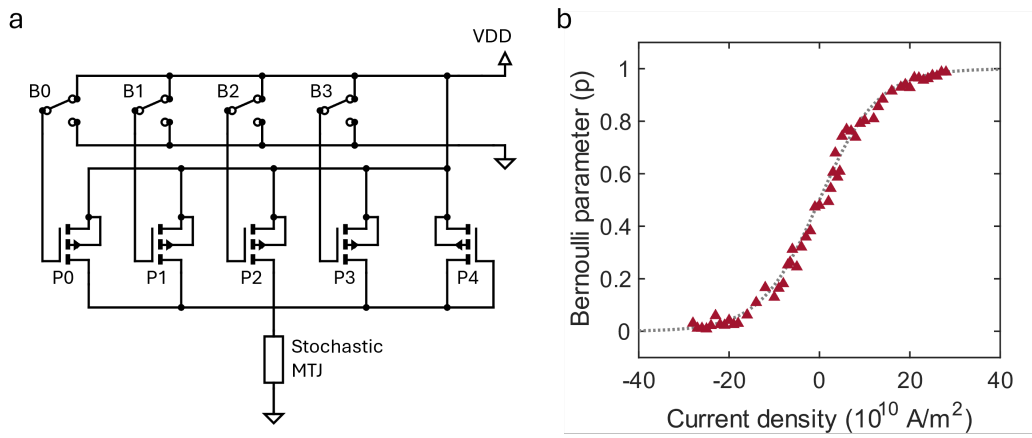 a
VDD
B0 B1 B2 B3
P0 P1 P2 P3 P4
Stochastic
MTJ
b
Bernoulli parameter (p)
1
0.8
0.6
0.4
0.2
0
-40 -20 0 20 40
Current density (10¹⁰ A/m²)